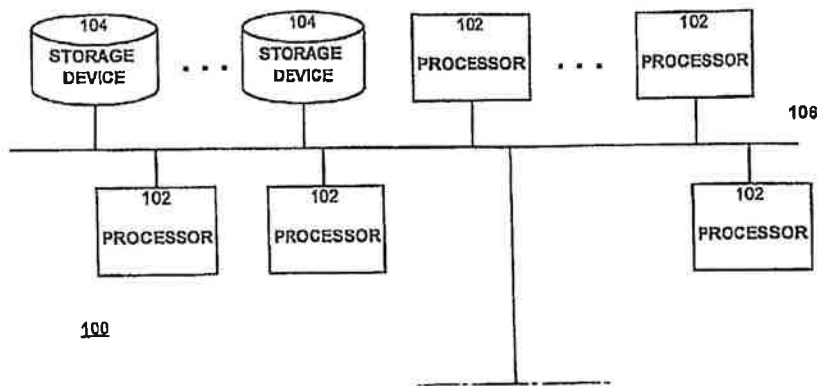 104
STORAGE
DEVICE
. . .
104
STORAGE
DEVICE
102
PROCESSOR
. . .
102
PROCESSOR
106
102
PROCESSOR
102
PROCESSOR
102
PROCESSOR
100